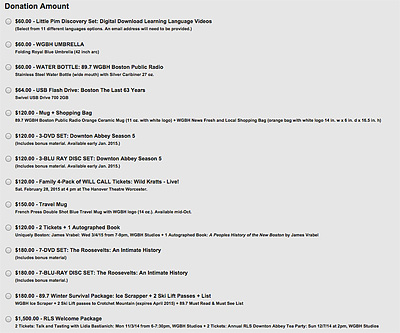 Donation Amount
$60.00 - Little Pim Discovery Set: Digital Download Learning Language Videos
(Select from 11 different languages options. An email address will need to be provided.)
$60.00 - WGBH UMBRELLA
Folding Royal Blue Umbrella (42 inch arc)
$60.00 - WATER BOTTLE: 89.7 WGBH Boston Public Radio
Stainless Steel Water Bottle (wide mouth) with Silver Caribiner 27 oz.
$64.00 - USB Flash Drive: Boston The Last 63 Years
Swivel USB Drive 700 2GB
$120.00 - Mug + Shopping Bag
89.7 WGBH Boston Public Radio Orange Ceramic Mug (11 oz. with white logo) + WGBH News Fresh and Local Shopping Bag (orange bag with white logo 14 in. w x 6 in. d x 10.5 in. h)
$120.00 - 3-DVD SET: Downton Abbey Season 5
(Includes bonus material. Available early Jan. 2015.)
$120.00 - 3-BLU RAY DISC SET: Downton Abbey Season 5
(Includes bonus material. Available early Jan. 2015.)
$120.00 - Family 4-Pack of WILL CALL Tickets: Wild Kratts - Live!
Sat. February 28, 2015 at 4 pm at The Hanover Theatre Worcester.
$150.00 - Travel Mug
French Press Double Shot Blue Travel Mug with WGBH logo (14 oz.). Available mid-Oct.
$120.00 - 2 Tickets + 1 Autographed Book
Uniquely Boston: James Vrabel: Wed 3/4/15 from 7-8pm, WGBH Studios + 1 Autographed Book: A Peoples History of the New Boston by James Vrabel
$180.00 - 7-DVD SET: The Roosevelts: An Intimate History
(Includes bonus material)
$180.00 - 7-BLU-RAY DISC SET: The Roosevelts: An Intimate History
(Includes bonus material.)
$180.00 - 89.7 Winter Survival Package: Ice Scrapper + 2 Ski Lift Passes + List
WGBH Ice Scraper + 2 Ski Lift passes to Crotchet Mountain (expires April 2015) + 89.7 Must Read & Must See List
$1,500.00 - RLS Welcome Package
2 Tickets: Talk and Tasting with Lidia Bastianich: Mon 11/3/14 from 6-7:30pm, WGBH Studios + 2 Tickets: Annual RLS Downton Abbey Tea Party: Sun 12/7/14 at 2pm, WGBH Studios